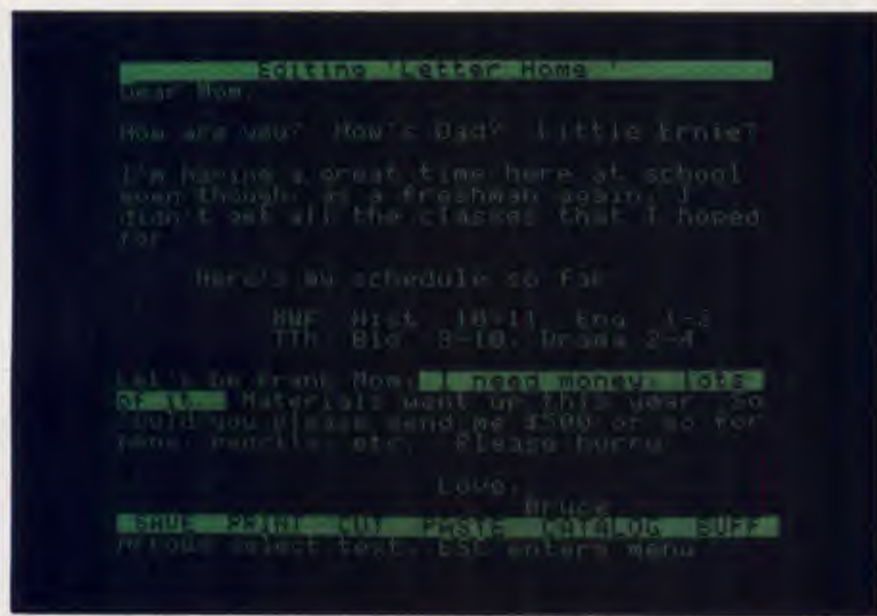 Editing 'Letter Home '
Dear Mom,
How are you? How's Dad? Little Ernie?
I'm having a great time here at school
even though, as a freshman again, I
didn't get all the classes that I hoped
for.
Here's my schedule so far
MWF Hist 10-11, Eng 1-2
TTh Bio 9-10, Drama 2-4
Let's be frank Mom, I need money, lots
of it. Materials went up this year, so
could you please send me $500 or so for
pens, pencils, etc. Please hurry
Love,
Bruce
SAVE PRINT CUT PASTE CATALOG BUFF
Arrows select text, ESC enters menu